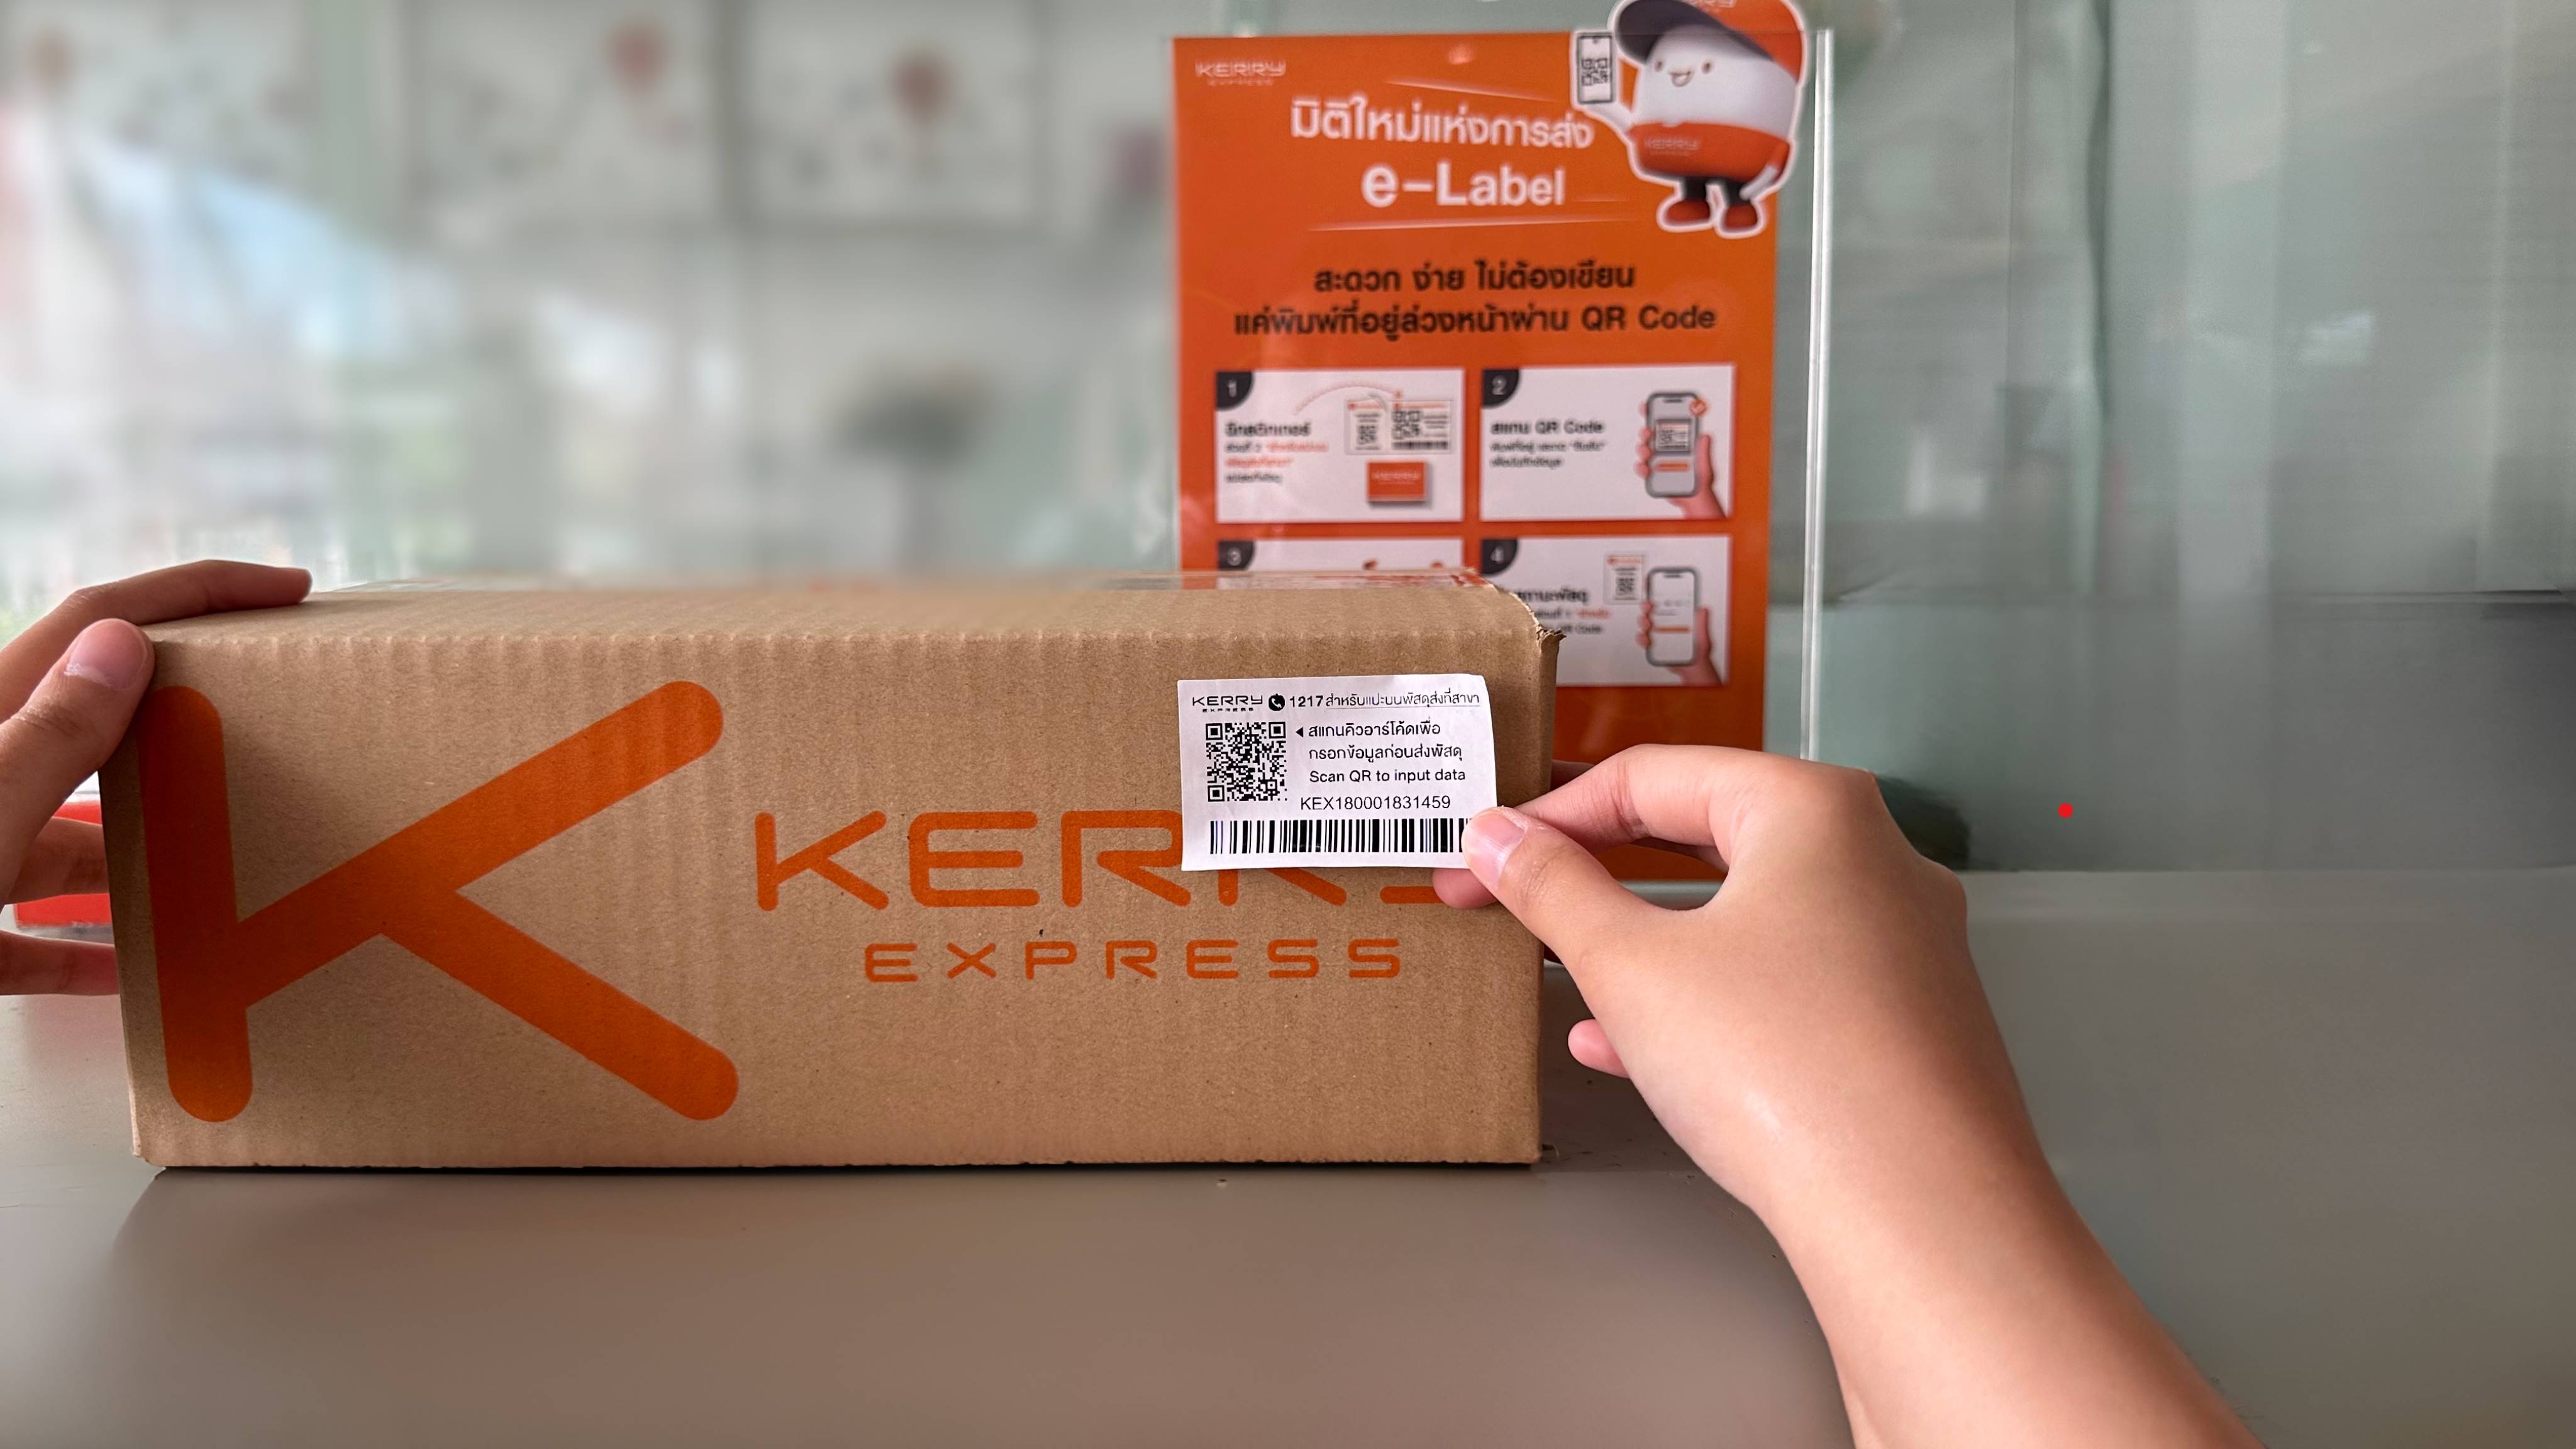 KERRY
EXPRESS
มิติใหม่แห่งการส่ง
e-Label
KERRY
สะดวก ง่าย ไม่ต้องเขียน
แค่พิมพ์ที่อยู่ล่วงหน้าผ่าน QR Code
1
2
สแกน QR Code
3
4
KERRY
EXPRESS
1217 สำหรับแปะบนพัสดุส่งที่สาขา
สแกนคิวอาร์โค้ดเพื่อ
กรอกข้อมูลก่อนส่งพัสดุ
Scan QR to input data
KEX180001831459
K
KERRY
EXPRESS